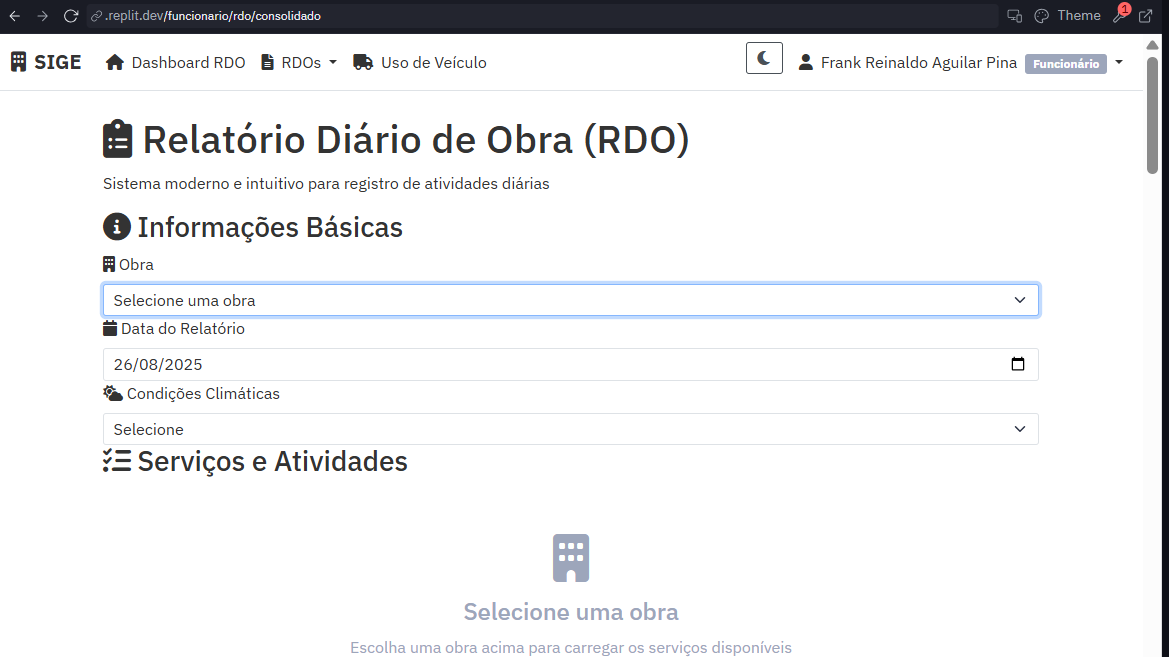 .replit.dev/funcionario/rdo/consolidado
Theme
1
SIGE
Dashboard RDO
RDOs
Uso de Veículo
Frank Reinaldo Aguilar Pina
Funcionário
Relatório Diário de Obra (RDO)
Sistema moderno e intuitivo para registro de atividades diárias
Informações Básicas
Obra
Selecione uma obra
Data do Relatório
26/08/2025
Condições Climáticas
Selecione
Serviços e Atividades
Selecione uma obra
Escolha uma obra acima para carregar os serviços disponíveis